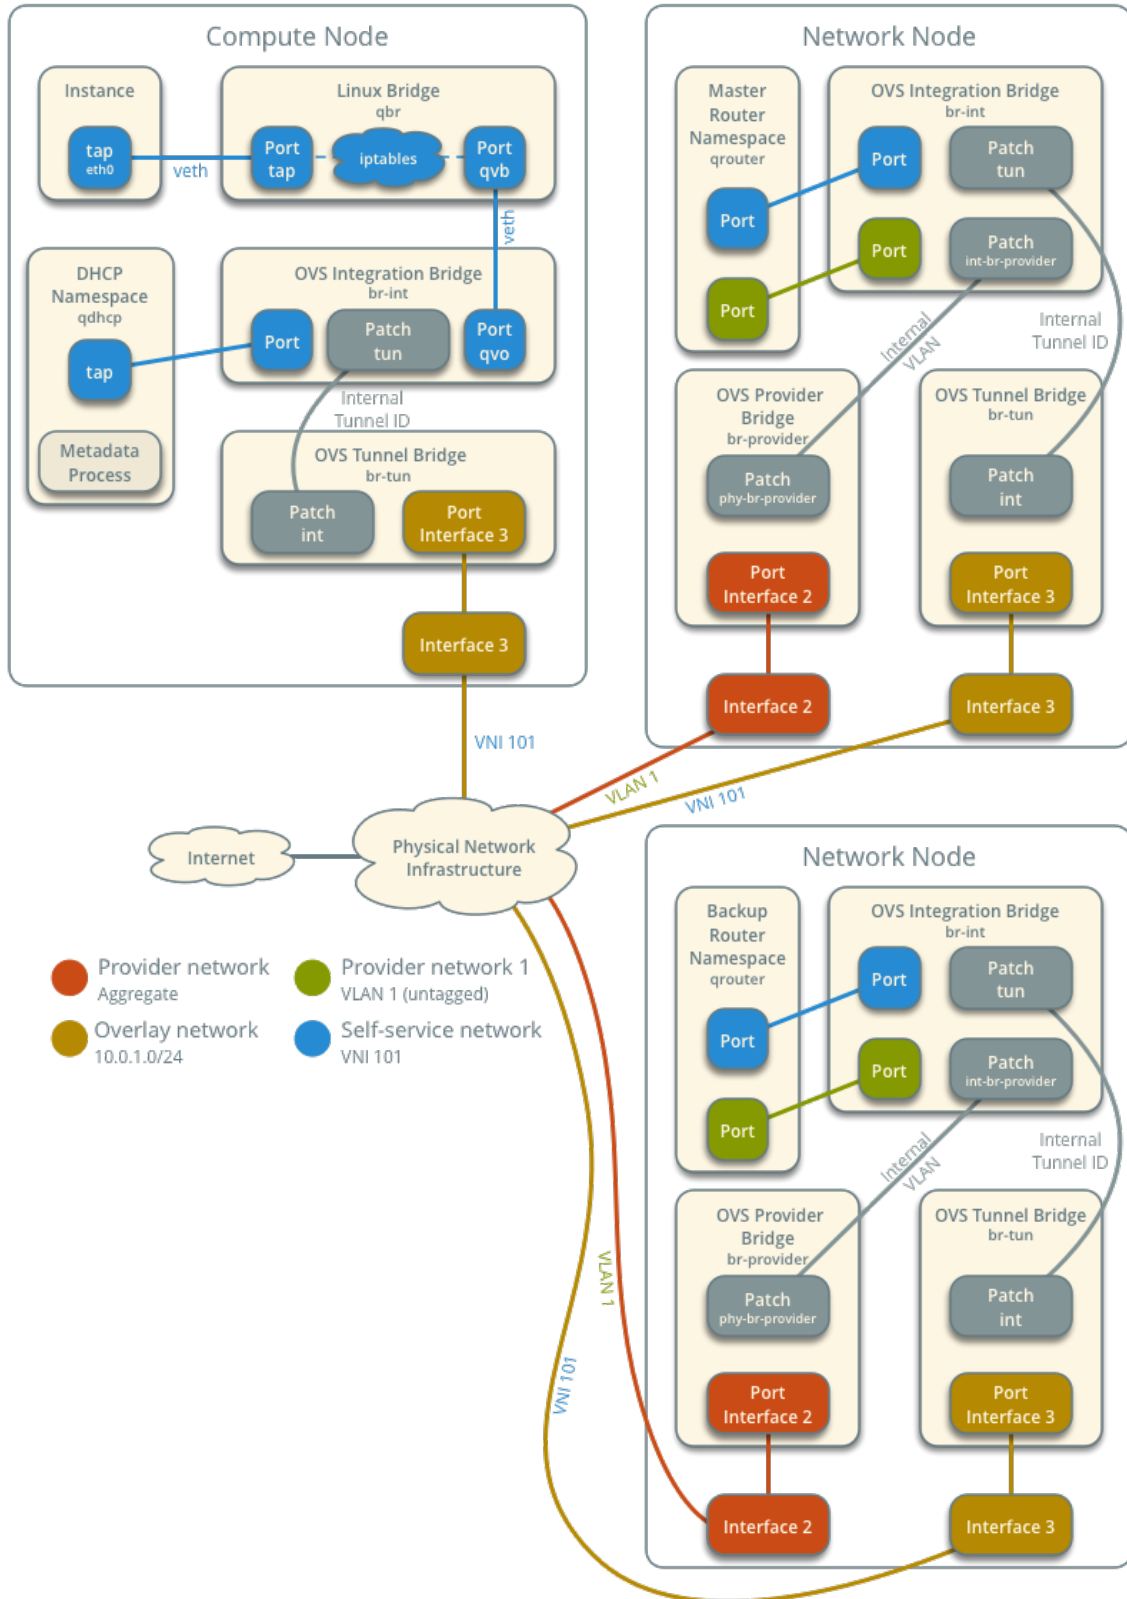 Compute Node
Instance
tap
eth0
veth
Linux Bridge
qbr
Port
tap
iptables
Port
qvb
veth
DHCP
Namespace
qdhcp
tap
Metadata
Process
OVS Integration Bridge
br-int
Port
Patch
tun
Port
qvo
Internal
Tunnel ID
OVS Tunnel Bridge
br-tun
Patch
int
Port
Interface 3
Interface 3
VNI 101
Network Node
Master
Router
Namespace
qrouter
Port
Port
OVS Integration Bridge
br-int
Port
Patch
tun
Port
Patch
int-br-provider
Internal
VLAN
Internal
Tunnel ID
OVS Provider
Bridge
br-provider
Patch
phy-br-provider
Port
Interface 2
Interface 2
OVS Tunnel Bridge
br-tun
Patch
int
Port
Interface 3
Interface 3
VLAN 1
VNI 101
Internet
Physical Network
Infrastructure
Provider network
Aggregate
Provider network 1
VLAN 1 (untagged)
Overlay network
10.0.1.0/24
Self-service network
VNI 101
Network Node
Backup
Router
Namespace
qrouter
Port
Port
OVS Integration Bridge
br-int
Port
Patch
tun
Port
Patch
int-br-provider
Internal
VLAN
Internal
Tunnel ID
OVS Provider
Bridge
br-provider
Patch
phy-br-provider
Port
Interface 2
Interface 2
OVS Tunnel Bridge
br-tun
Patch
int
Port
Interface 3
Interface 3
VLAN 1
VNI 101